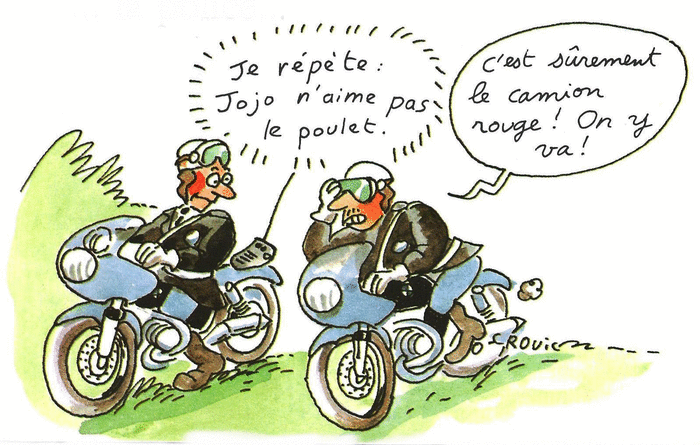 Je répète :
Jojo n'aime pas
le poulet.
C'est sûrement
le camion
rouge ! On y
va !